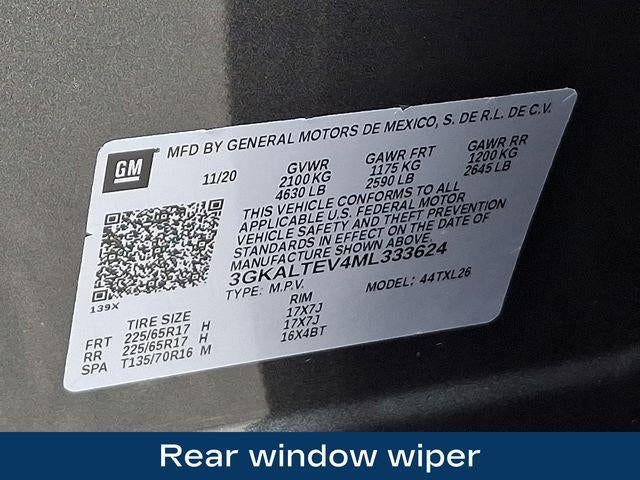 GM
MFD BY GENERAL MOTORS DE MEXICO, S. DE R.L. DE C.V.
11/20 GVWR GAWR FRT GAWR RR
2100 KG 1175 KG 1200 KG
4630 LB 2590 LB 2645 LB
THIS VEHICLE CONFORMS TO ALL
APPLICABLE U.S. FEDERAL MOTOR
VEHICLE SAFETY AND THEFT PREVENTION
STANDARDS IN EFFECT ON THE DATE OF
MANUFACTURE SHOWN ABOVE.
3GKALTEV4ML333624
TYPE: M.P.V. MODEL: 44TXL26
139X
TIRE SIZE RIM
FRT 225/65R17 H 17X7J
RR 225/65R17 H 17X7J
SPA T135/70R16 M 16X4BT
Rear window wiper